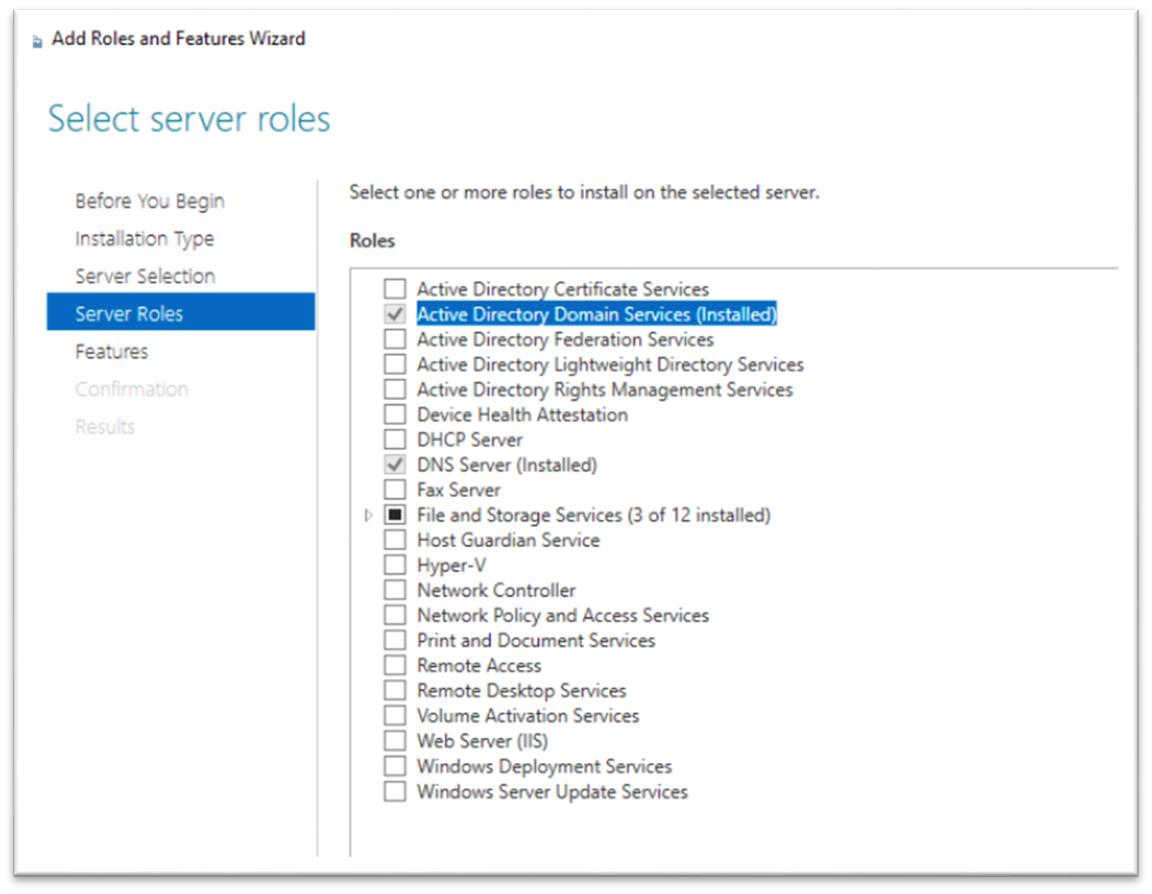 Add Roles and Features Wizard
Select server roles
Before You Begin
Installation Type
Server Selection
Server Roles
Features
Confirmation
Results
Select one or more roles to install on the selected server.
Roles
Active Directory Certificate Services
Active Directory Domain Services (Installed)
Active Directory Federation Services
Active Directory Lightweight Directory Services
Active Directory Rights Management Services
Device Health Attestation
DHCP Server
DNS Server (Installed)
Fax Server
File and Storage Services (3 of 12 installed)
Host Guardian Service
Hyper-V
Network Controller
Network Policy and Access Services
Print and Document Services
Remote Access
Remote Desktop Services
Volume Activation Services
Web Server (IIS)
Windows Deployment Services
Windows Server Update Services